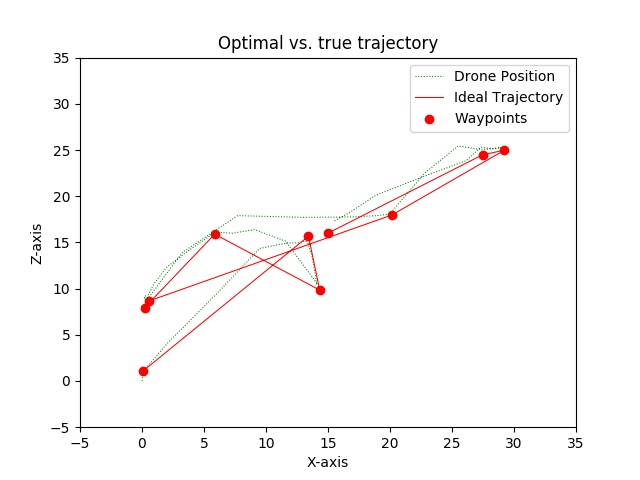 Optimal vs. true trajectory
Drone Position
Ideal Trajectory
Waypoints
Z-axis
35
30
25
20
15
10
5
0
−5
−5 0 5 10 15 20 25 30 35
X-axis